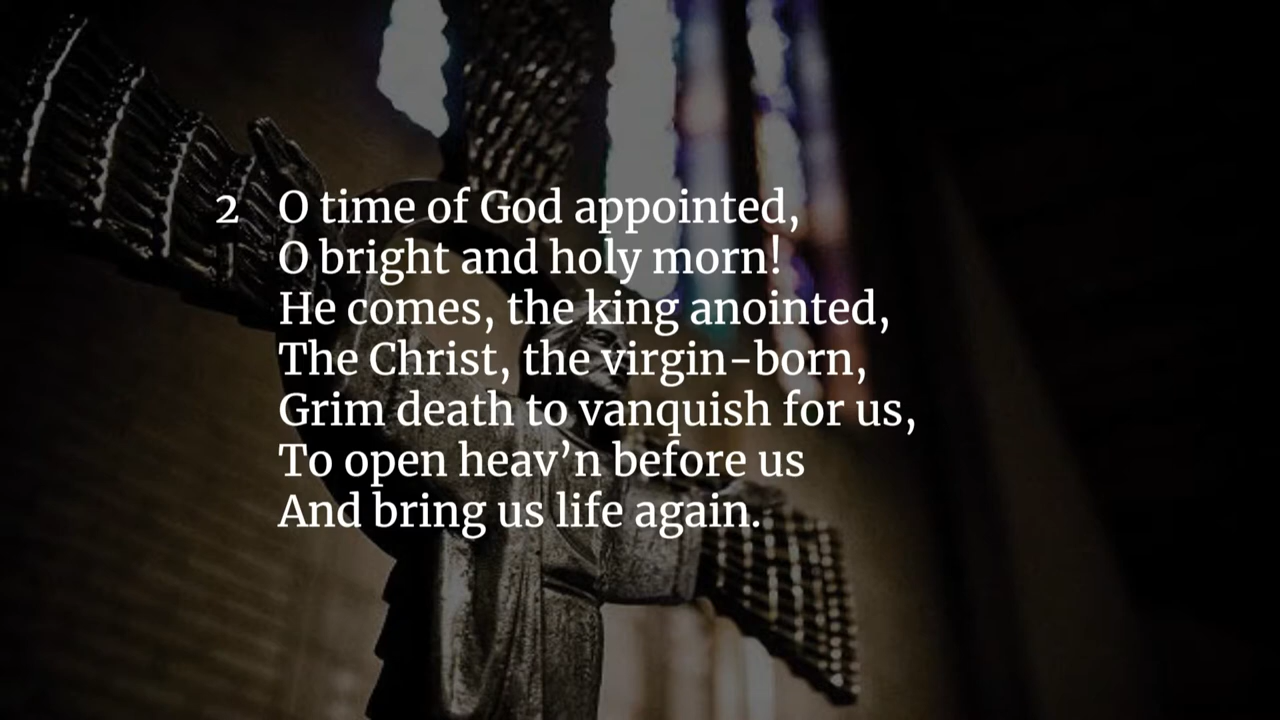 2 O time of God appointed,
O bright and holy morn!
He comes, the king anointed,
The Christ, the virgin-born,
Grim death to vanquish for us,
To open heav’n before us
And bring us life again.